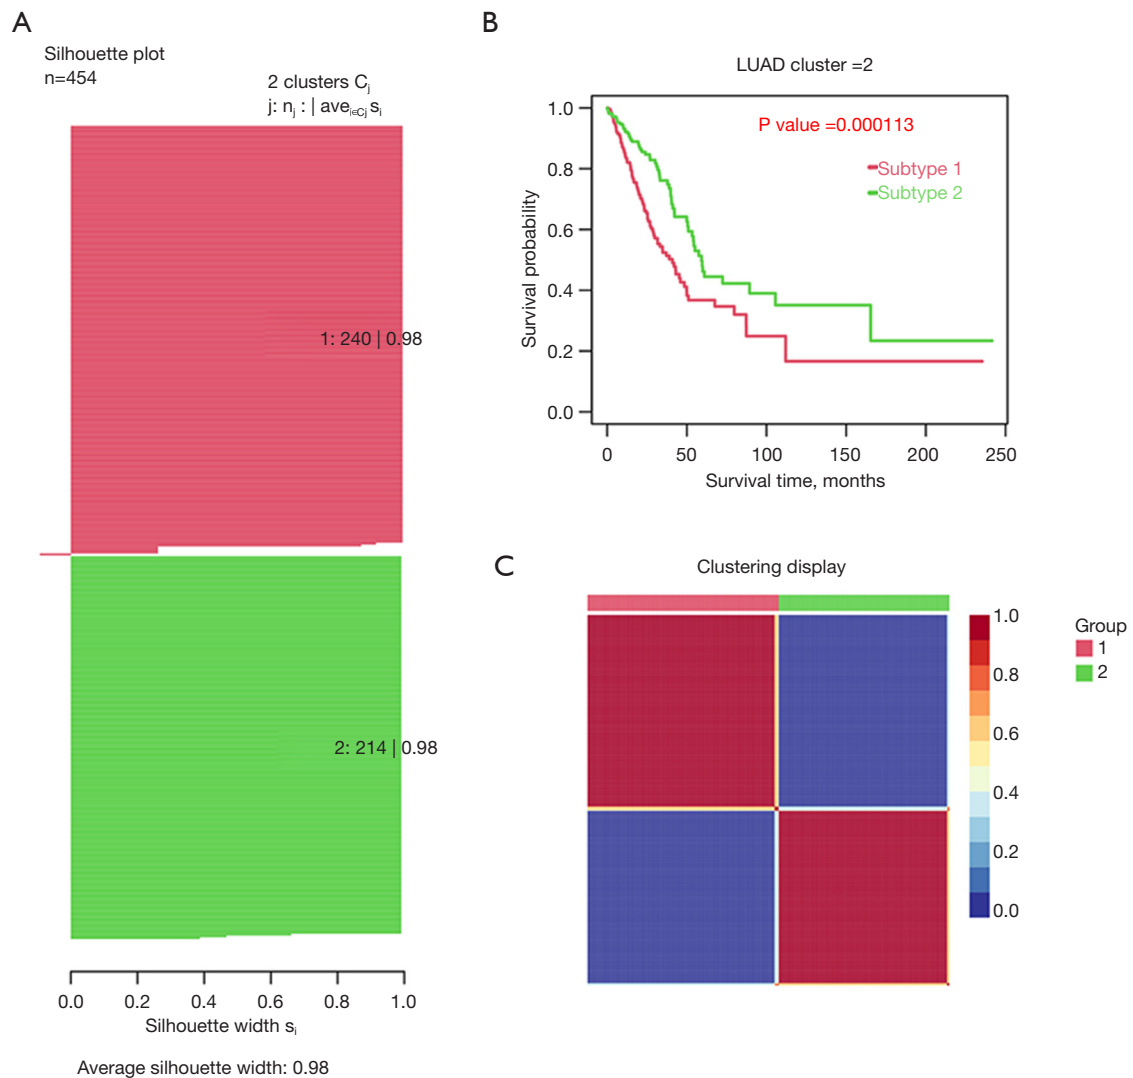 A
Silhouette plot
n=454
2 clusters Cj
j: nj : | ave i∈Cj si
1: 240 | 0.98
2: 214 | 0.98
0.0 0.2 0.4 0.6 0.8 1.0
Silhouette width si
Average silhouette width: 0.98
B
LUAD cluster =2
P value =0.000113
Subtype 1
Subtype 2
Survival probability
1.0
0.8
0.6
0.4
0.2
0.0
0 50 100 150 200 250
Survival time, months
C
Clustering display
1.0
0.8
0.6
0.4
0.2
0.0
Group
1
2